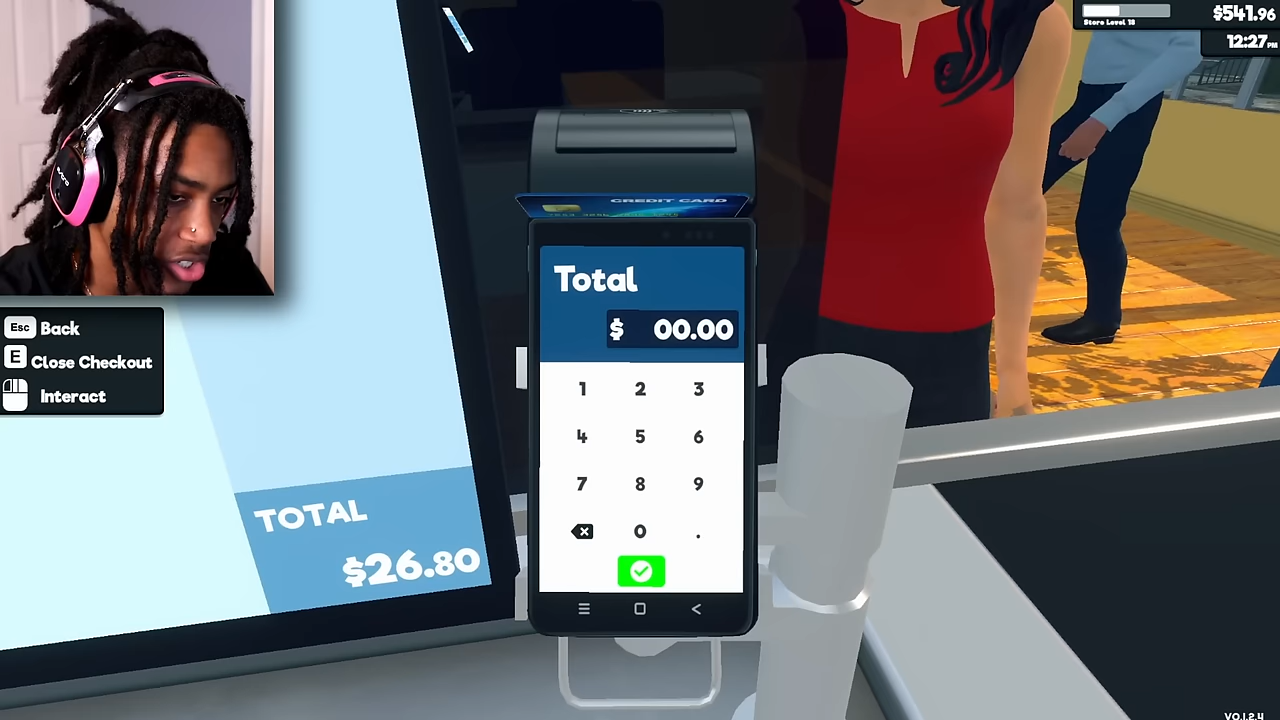 Store Level 18
$541.96
12:27PM
CREDIT CARD
Total
$ 00.00
Esc Back
E Close Checkout
Interact
1 2 3
4 5 6
7 8 9
0 .
TOTAL
$26.80
V0.1.2.4